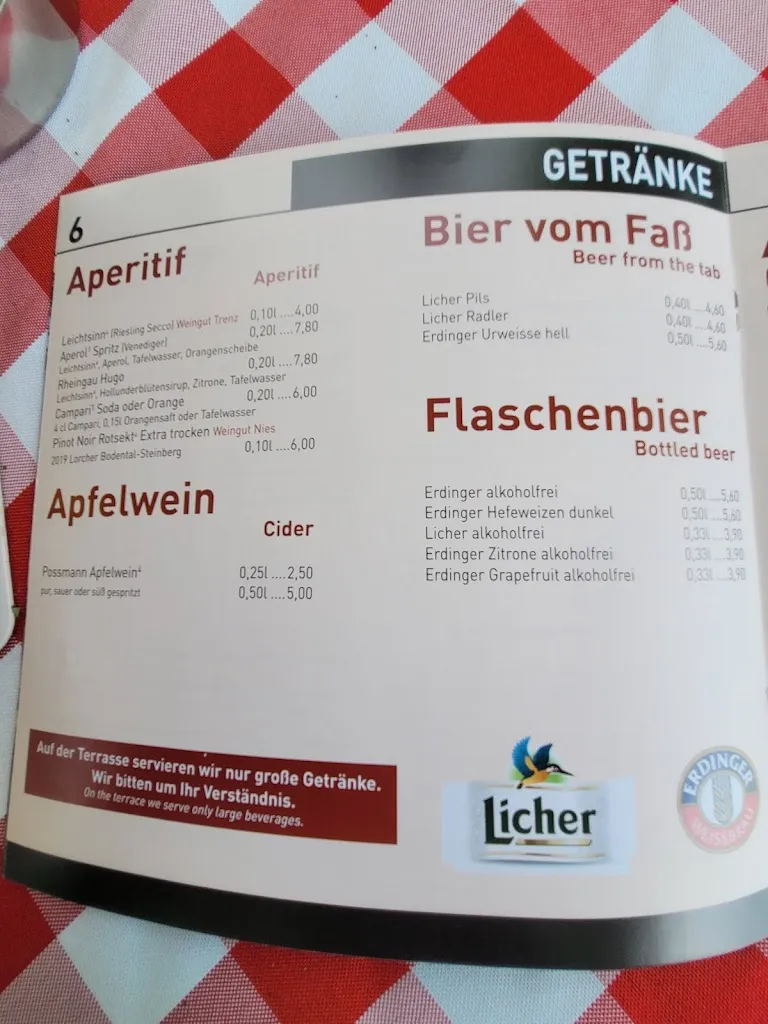 GETRÄNKE
6
Aperitif
Aperitif
Leichtsinn⁴ (Riesling Secco) Weingut Trenz 0,10l ....4,00
Aperol¹ Spritz (Venediger) 0,20l ....7,80
Leichtsinn⁴, Aperol, Tafelwasser, Orangenscheibe
Rheingau Hugo 0,20l ....7,80
Leichtsinn⁴, Hollunderblütensirup, Zitrone, Tafelwasser
Campari¹ Soda oder Orange 0,20l ....6,00
4 cl Campari, 0,15l Orangensaft oder Tafelwasser
Pinot Noir Rotsekt⁴ Extra trocken Weingut Nies
2019 Lorcher Bodental-Steinberg 0,10l ....6,00
Apfelwein
Cider
Possmann Apfelwein⁴ 0,25l ....2,50
pur, sauer oder süß gespritzt 0,50l ....5,00
Auf der Terrasse servieren wir nur große Getränke.
Wir bitten um Ihr Verständnis.
On the terrace we serve only large beverages.
Bier vom Faß
Beer from the tab
Licher Pils 0,40l ....4,60
Licher Radler 0,40l ....4,60
Erdinger Urweisse hell 0,50l ....5,60
Flaschenbier
Bottled beer
Erdinger alkoholfrei 0,50l ....5,60
Erdinger Hefeweizen dunkel 0,50l ....5,60
Licher alkoholfrei 0,33l ....3,90
Erdinger Zitrone alkoholfrei 0,33l ....3,90
Erdinger Grapefruit alkoholfrei 0,33l ....3,90
Licher
ERDINGER
WEISSBRÄU